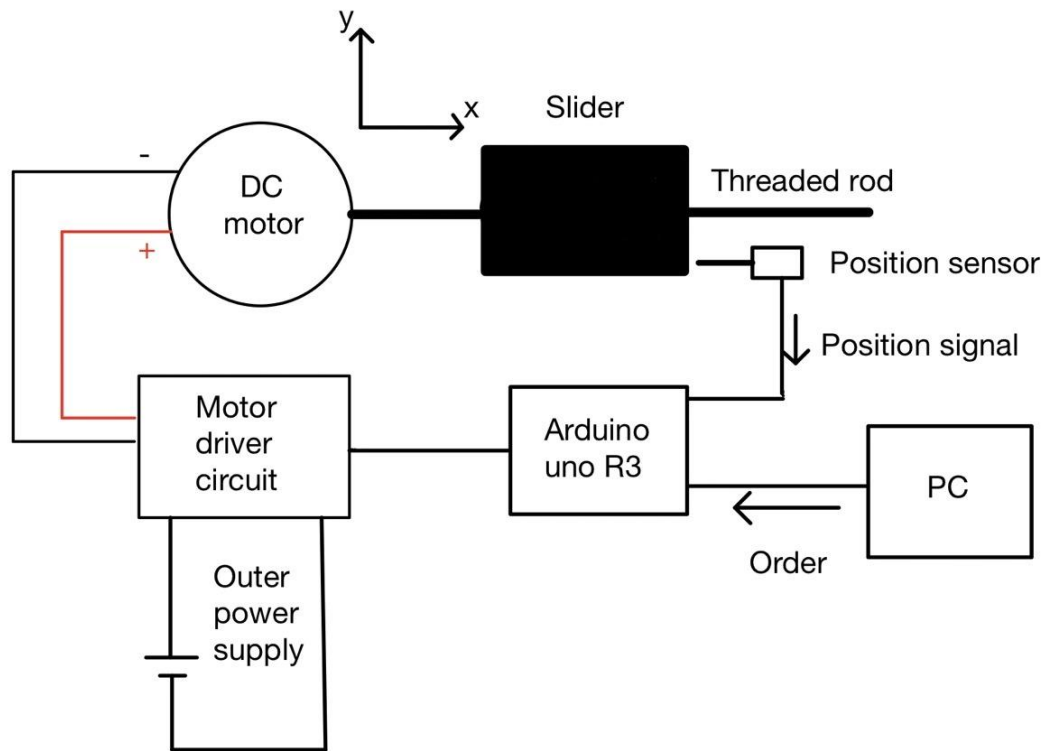 y
x
Slider
-
DC
motor
+
Threaded rod
Position sensor
Position signal
Motor
driver
circuit
Arduino
uno R3
PC
Order
Outer
power
supply